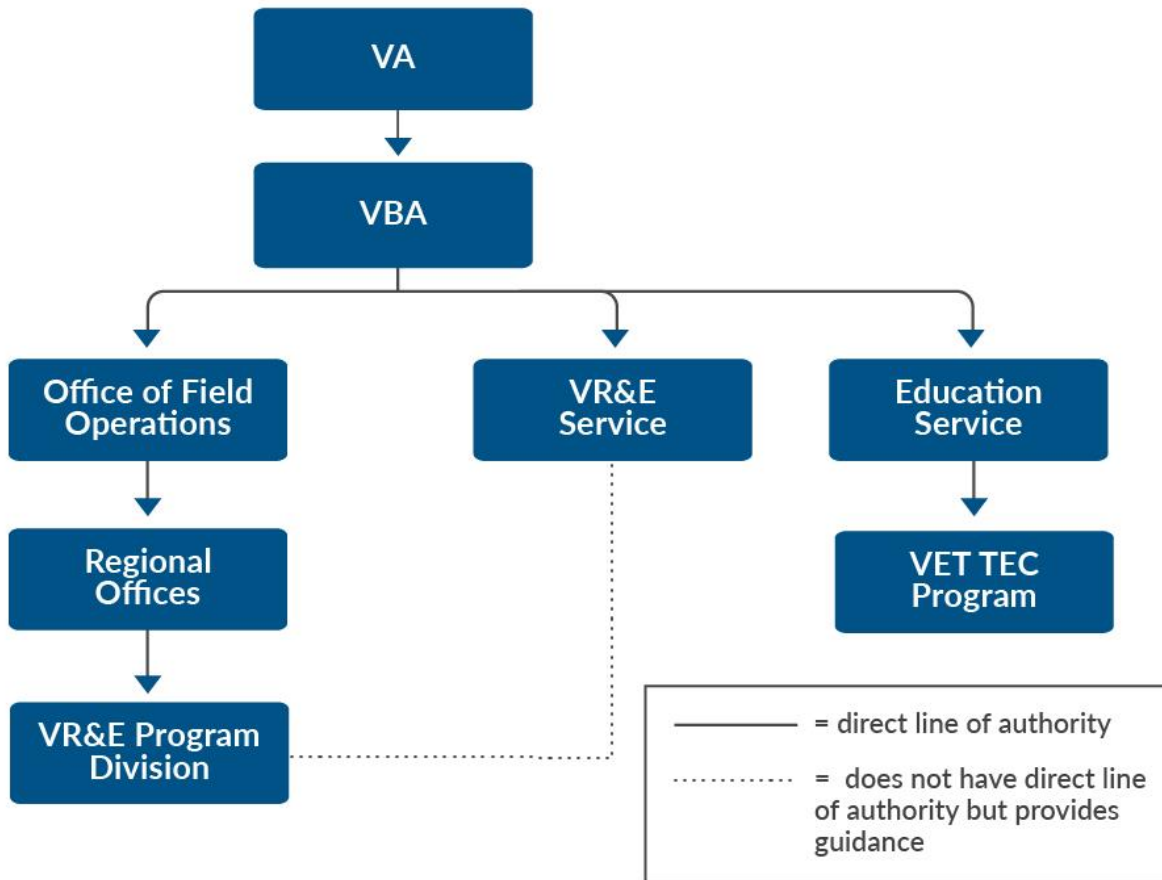 VA
VBA
Office of Field
Operations
VR&E
Service
Education
Service
Regional
Offices
VET TEC
Program
VR&E Program
Division
= direct line of authority
= does not have direct line
of authority but provides
guidance